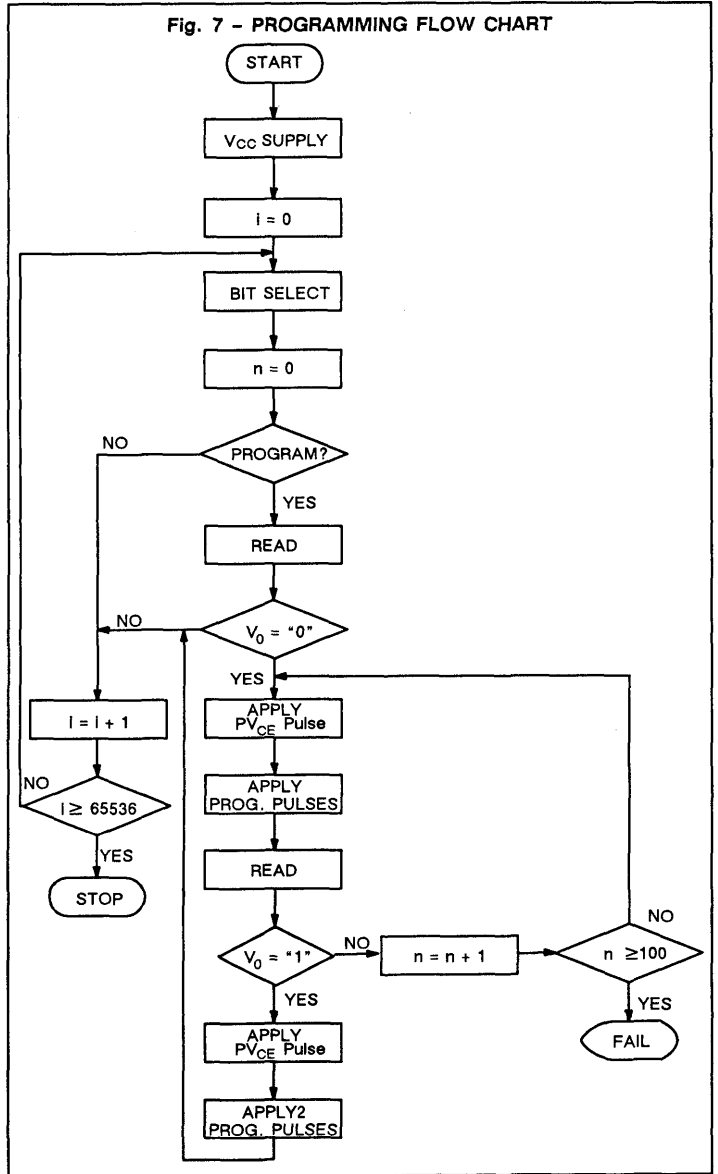 Fig. 7 – PROGRAMMING FLOW CHART
START
VCC SUPPLY
i = 0
BIT SELECT
n = 0
NO
PROGRAM?
YES
READ
NO
V0 = "0"
YES
APPLY
PVCE Pulse
i = i + 1
APPLY
PROG. PULSES
NO
i ≥ 65536
YES
STOP
READ
V0 = "1"
NO
n = n + 1
NO
n ≥100
YES
FAIL
YES
APPLY
PVCE Pulse
APPLY2
PROG. PULSES